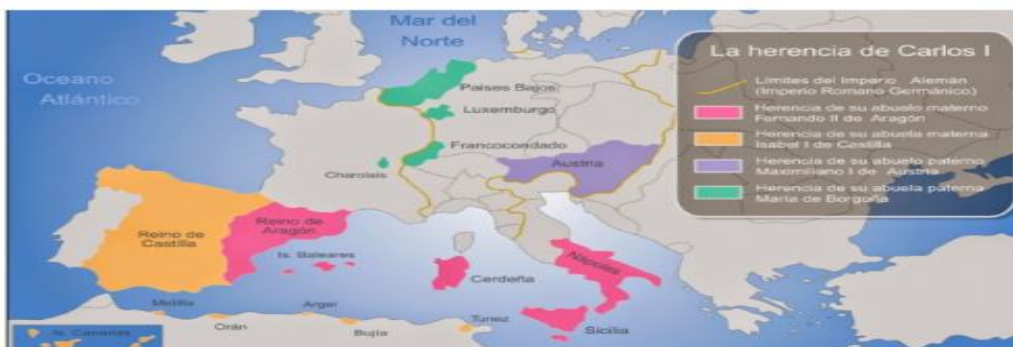 Mar del
Norte
Oceano
Atlántico
La herencia de Carlos I
Límites del Imperio Alemán
(Imperio Romano Germánico)
Herencia de su abuelo materno
Fernando II de Aragón
Herencia de su abuela materna
Isabel I de Castilla
Herencia de su abuelo paterno
Maximiliano I de Austria
Herencia de su abuela paterna
María de Borgoña
Países Bajos
Luxemburgo
Francocondado
Charolais
Austria
Reino de
Castilla
Reino de
Aragón
Is. Baleares
Cerdeña
Nápoles
Sicilia
Melilla
Orán
Argel
Bujía
Túnez
Is. Canarias